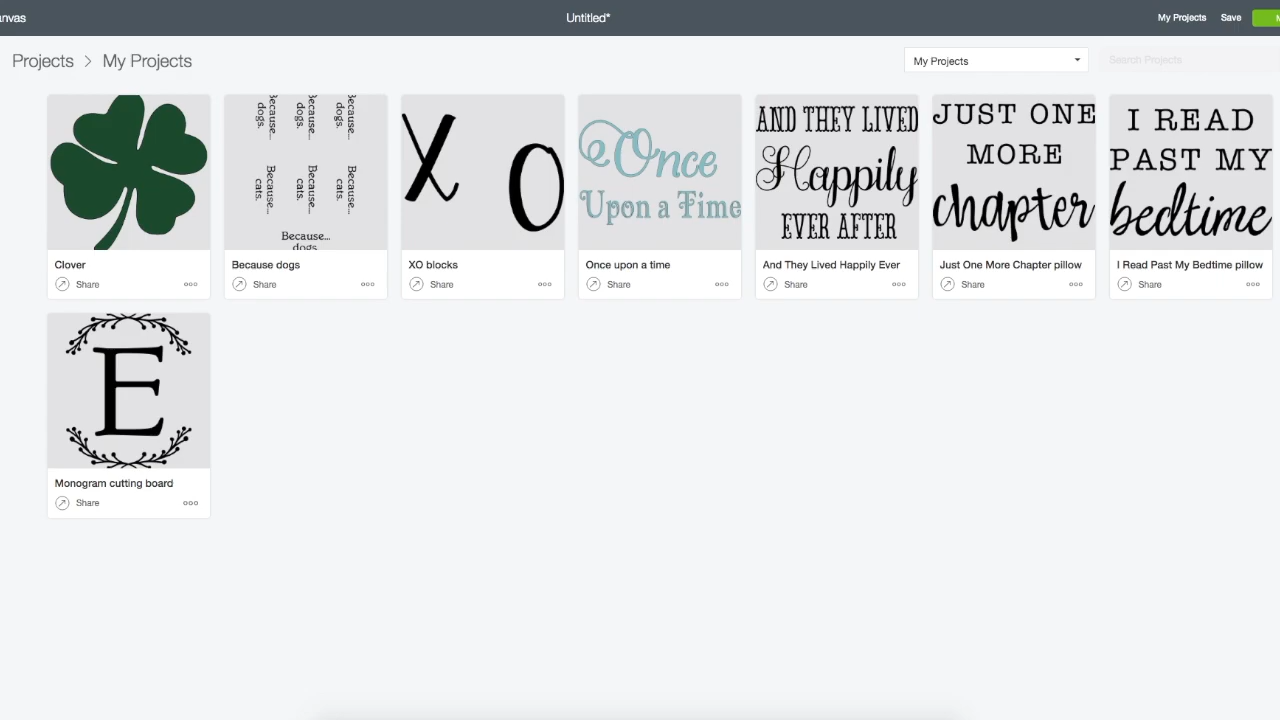 anvas
Untitled*
My Projects
Save
M
Projects > My Projects
My Projects
Search Projects
Because...
dogs.
Because...
dogs.
Because...
dogs.
Because...
cats.
Because...
cats.
Because...
cats.
Because...
dogs
X O
Once
Upon a Time
AND THEY LIVED
Happily
EVER AFTER
JUST ONE
MORE
chapter
I READ
PAST MY
bedtime
Clover
Because dogs
XO blocks
Once upon a time
And They Lived Happily Ever
Just One More Chapter pillow
I Read Past My Bedtime pillow
Share
Share
Share
Share
Share
Share
Share
E
Monogram cutting board
Share